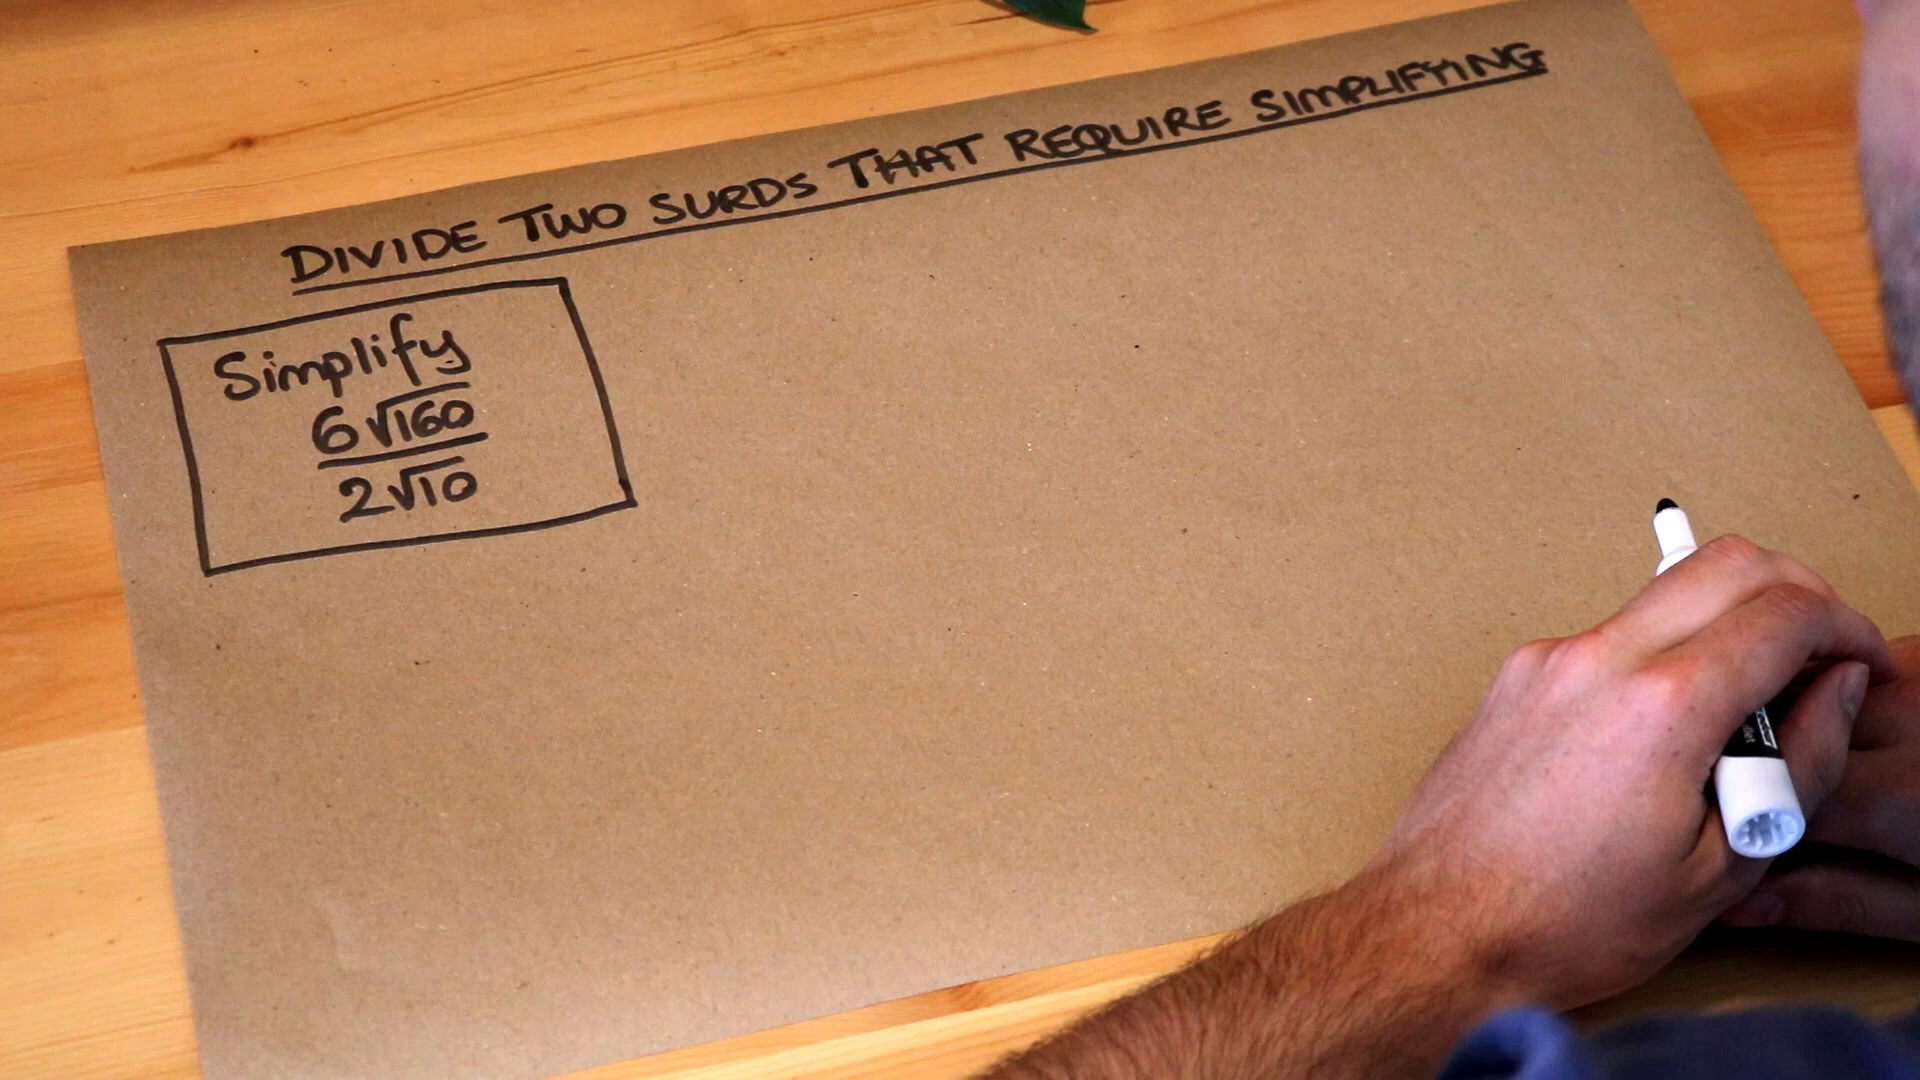 DIVIDE TWO SURDS THAT REQUIRE SIMPLIFYING
Simplify
6√160
2√10